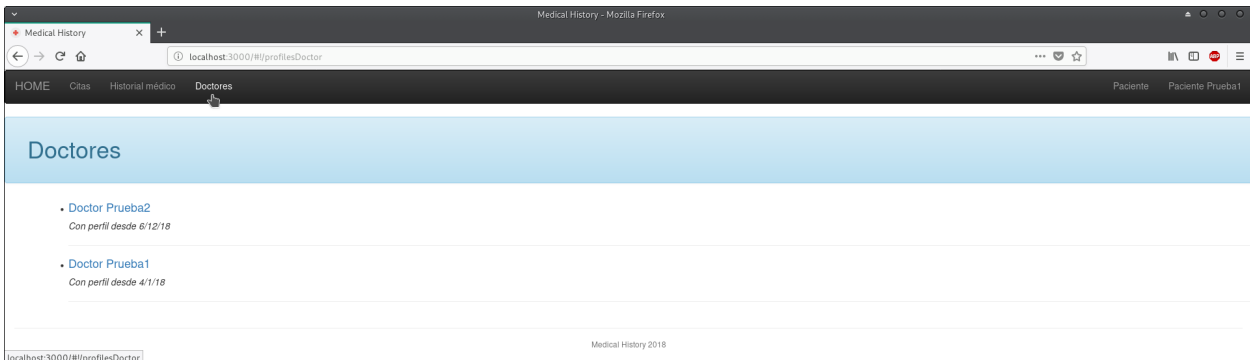 Medical History - Mozilla Firefox
Medical History
localhost:3000/#!/profilesDoctor
ABP
HOME Citas Historial médico Doctores Paciente Paciente Prueba1
Doctores
Doctor Prueba2
Con perfil desde 6/12/18
Doctor Prueba1
Con perfil desde 4/1/18
Medical History 2018
localhost:3000/#!/profilesDoctor